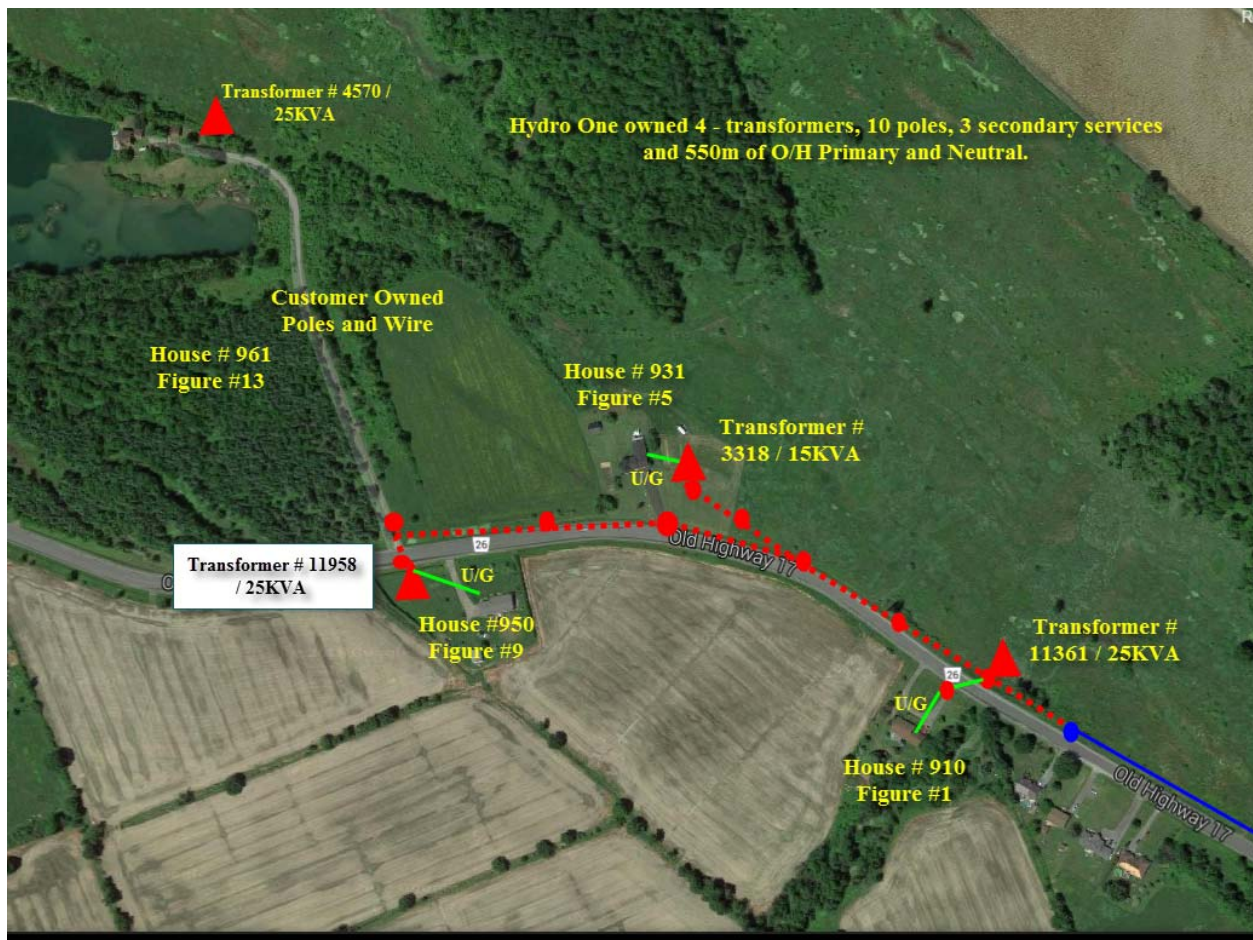 Transformer # 4570 /
25KVA
Hydro One owned 4 - transformers, 10 poles, 3 secondary services
and 550m of O/H Primary and Neutral.
Customer Owned
Poles and Wire
House # 961
Figure #13
House # 931
Figure #5
Transformer #
3318 / 15KVA
U/G
26
Old Highway 17
Transformer # 11958
/ 25KVA
U/G
House #950
Figure #9
Transformer #
11361 / 25KVA
26
U/G
House # 910
Figure #1
Old Highway 17